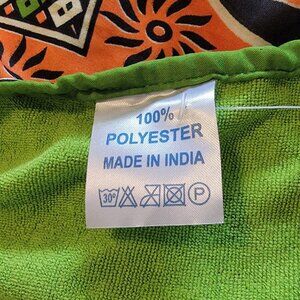 100%
POLYESTER
MADE IN INDIA
30°
P